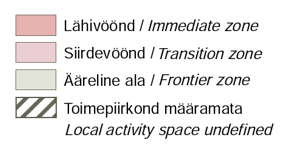 Lähivöönd / Immediate zone
Siirdevöönd / Transition zone
Ääreline ala / Frontier zone
Toimepiirkond määramata
Local activity space undefined